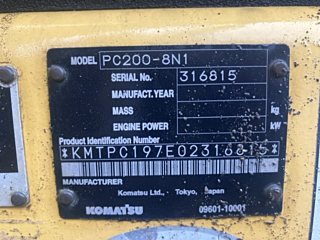 MODEL PC200-8N1
SERIAL No. 316815
MANUFACT.YEAR
MASS kg
ENGINE POWER kW
Product Identification Number
*KMTPC197E02316815*
Komatsu Ltd., Tokyo, Japan
KOMATSU 09601-10001